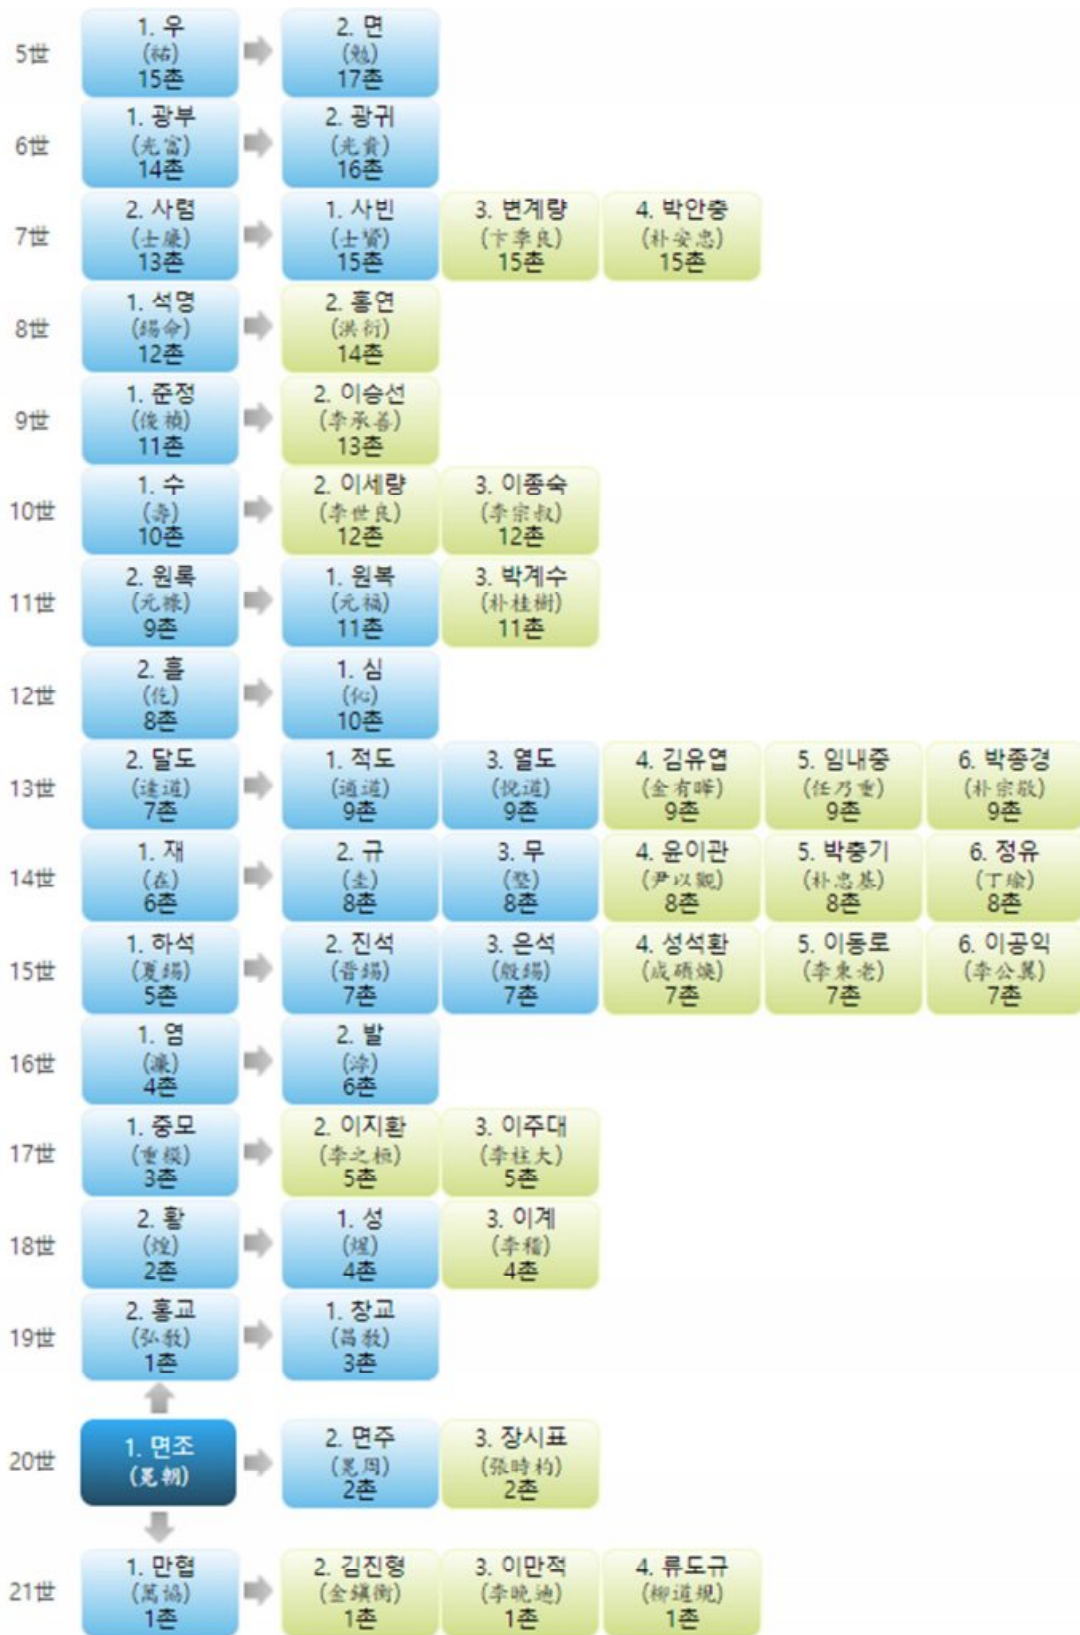 5世
1. 우
(祐)
15촌
2. 면
(勉)
17촌
6世
1. 광부
(光富)
14촌
2. 광귀
(光貴)
16촌
7世
2. 사렴
(士廉)
13촌
1. 사빈
(士贇)
15촌
3. 변계량
(卞季良)
15촌
4. 박안충
(朴安忠)
15촌
8世
1. 석명
(錫命)
12촌
2. 홍연
(洪衍)
14촌
9世
1. 준정
(俊禎)
11촌
2. 이승선
(李承善)
13촌
10世
1. 수
(壽)
10촌
2. 이세량
(李世良)
12촌
3. 이종숙
(李宗叔)
12촌
11世
2. 원록
(元祿)
9촌
1. 원복
(元福)
11촌
3. 박계수
(朴桂樹)
11촌
12世
2. 흘
(仡)
8촌
1. 심
(伈)
10촌
13世
2. 달도
(達道)
7촌
1. 적도
(適道)
9촌
3. 열도
(悅道)
9촌
4. 김유엽
(金有曄)
9촌
5. 임내중
(任乃重)
9촌
6. 박종경
(朴宗敬)
9촌
14世
1. 재
(在)
6촌
2. 규
(圭)
8촌
3. 무
8촌
4. 윤이관
(尹以觀)
8촌
5. 박충기
(朴忠基)
8촌
6. 정유
(丁瑜)
8촌
15世
1. 하석
(夏錫)
5촌
2. 진석
(晋錫)
7촌
3. 은석
(殷錫)
7촌
4. 성석환
(成碩煥)
7촌
5. 이동로
(李東老)
7촌
6. 이공익
(李公翼)
7촌
16世
1. 염
(濂)
4촌
2. 발
(浡)
6촌
17世
1. 중모
(重模)
3촌
2. 이지환
(李之桓)
5촌
3. 이주대
(李柱大)
5촌
18世
2. 황
(煌)
2촌
1. 성
(煋)
4촌
3. 이계
(李稽)
4촌
19世
2. 홍교
(弘敎)
1촌
1. 창교
(昌敎)
3촌
20世
1. 면조
(冕朝)
2. 면주
(冕周)
2촌
3. 장시표
(張時杓)
2촌
21世
1. 만협
(萬協)
1촌
2. 김진형
(金鎭衡)
1촌
3. 이만적
(李晩迪)
1촌
4. 류도규
(柳道規)
1촌